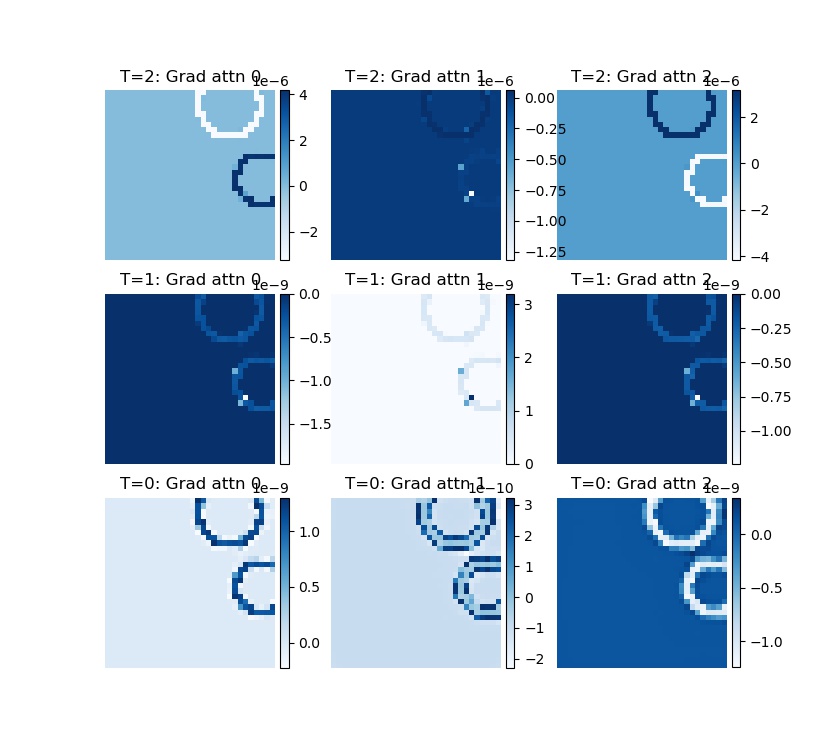 T=2: Grad attn 0
1e−6
4
2
0
−2
T=2: Grad attn 1
1e−6
0.00
−0.25
−0.50
−0.75
−1.00
−1.25
T=2: Grad attn 2
1e−6
2
0
−2
−4
T=1: Grad attn 0
1e−9
0.0
−0.5
−1.0
−1.5
T=1: Grad attn 1
1e−9
3
2
1
0
T=1: Grad attn 2
1e−9
0.00
−0.25
−0.50
−0.75
−1.00
T=0: Grad attn 0
1e−9
1.0
0.5
0.0
T=0: Grad attn 1
1e−10
3
2
1
0
−1
−2
T=0: Grad attn 2
1e−9
0.0
−0.5
−1.0